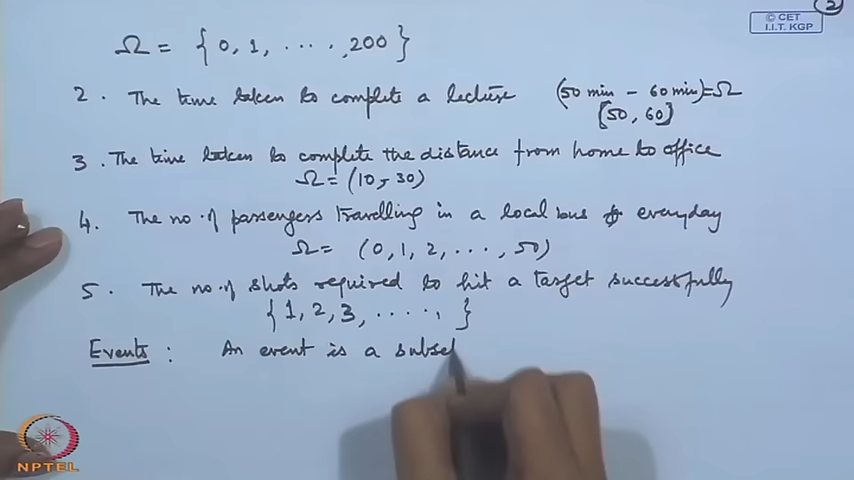 2
© CET
I.I.T. KGP
Ω = { 0, 1, ...., 200 }
2. The time taken to complete a lecture (50 min - 60 min) = Ω
[50, 60]
3. The time taken to complete the distance from home to office
Ω = (10, 30)
4. The no. of passengers travelling in a local bus everyday
Ω = (0, 1, 2, ...., 50)
5. The no. of shots required to hit a target successfully
{ 1, 2, 3, ....., }
Events : An event is a subset
NPTEL